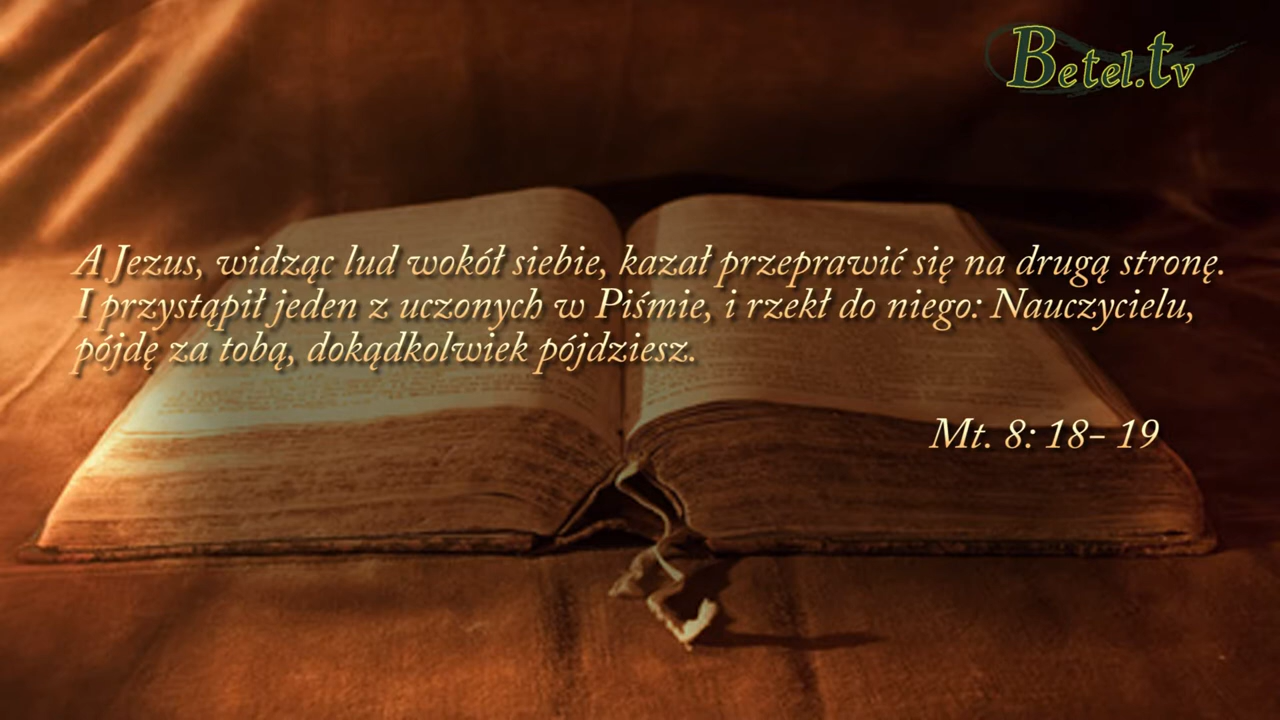 Betel.tv
A Jezus, widząc lud wokół siebie, kazał przeprawić się na drugą stronę.
I przystąpił jeden z uczonych w Piśmie, i rzekł do niego: Nauczycielu,
pójdę za tobą, dokądkolwiek pójdziesz.
Mt. 8: 18- 19